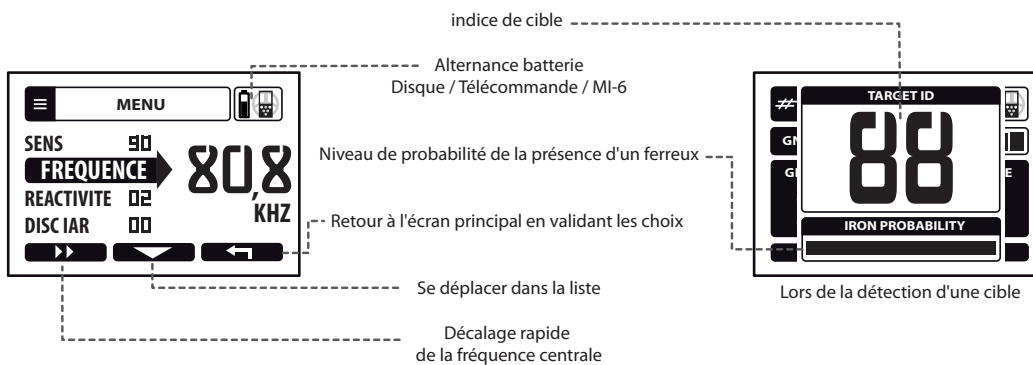 indice de cible
Alternance batterie
Disque / Télécommande / MI-6
MENU
SENS 90
FREQUENCE
REACTIVITE 02
DISC IAR 00
80,8
KHZ
Niveau de probabilité de la présence d'un ferreux
Retour à l'écran principal en validant les choix
Se déplacer dans la liste
Décalage rapide
de la fréquence centrale
TARGET ID
88
IRON PROBABILITY
Lors de la détection d'une cible